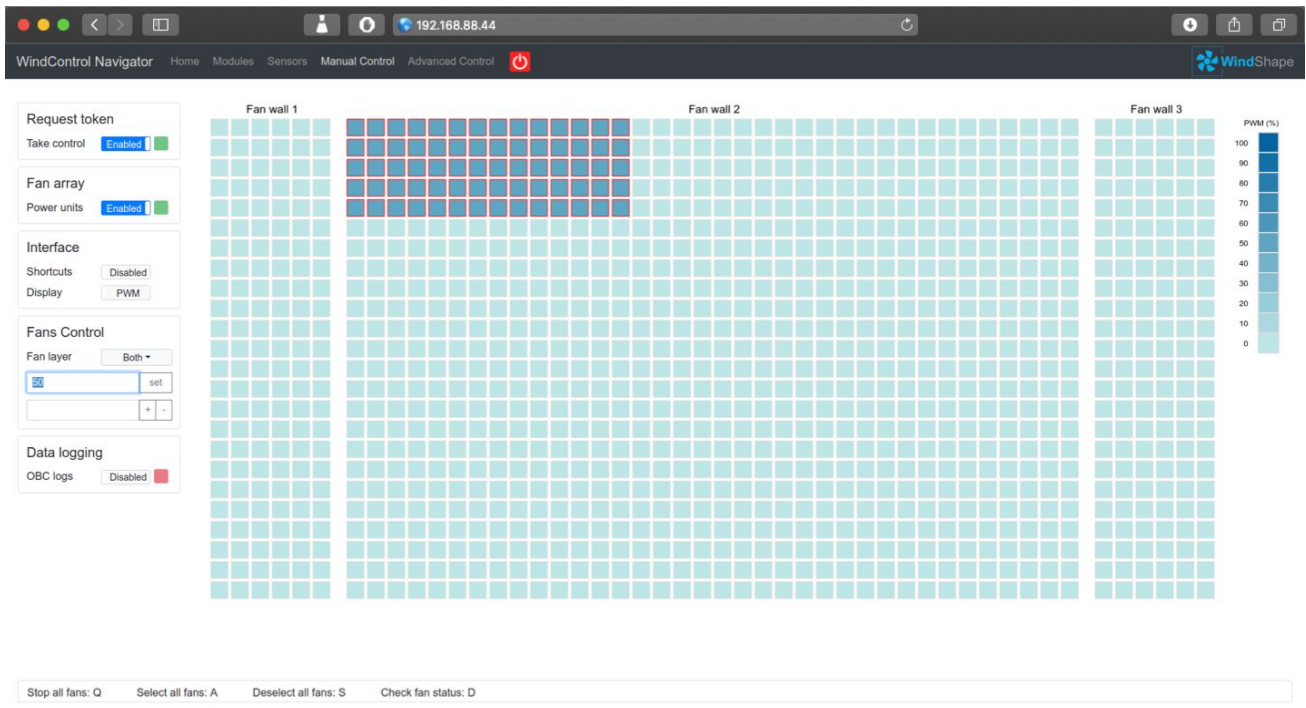 192.168.88.44
WindControl Navigator Home Modules Sensors Manual Control Advanced Control WindShape
Request token
Take control Enabled
Fan array
Power units Enabled
Interface
Shortcuts Disabled
Display PWM
Fans Control
Fan layer Both
50 set
+ -
Data logging
OBC logs Disabled
Fan wall 1 Fan wall 2 Fan wall 3
PWM (%)
100
90
80
70
60
50
40
30
20
10
0
Stop all fans: Q Select all fans: A Deselect all fans: S Check fan status: D